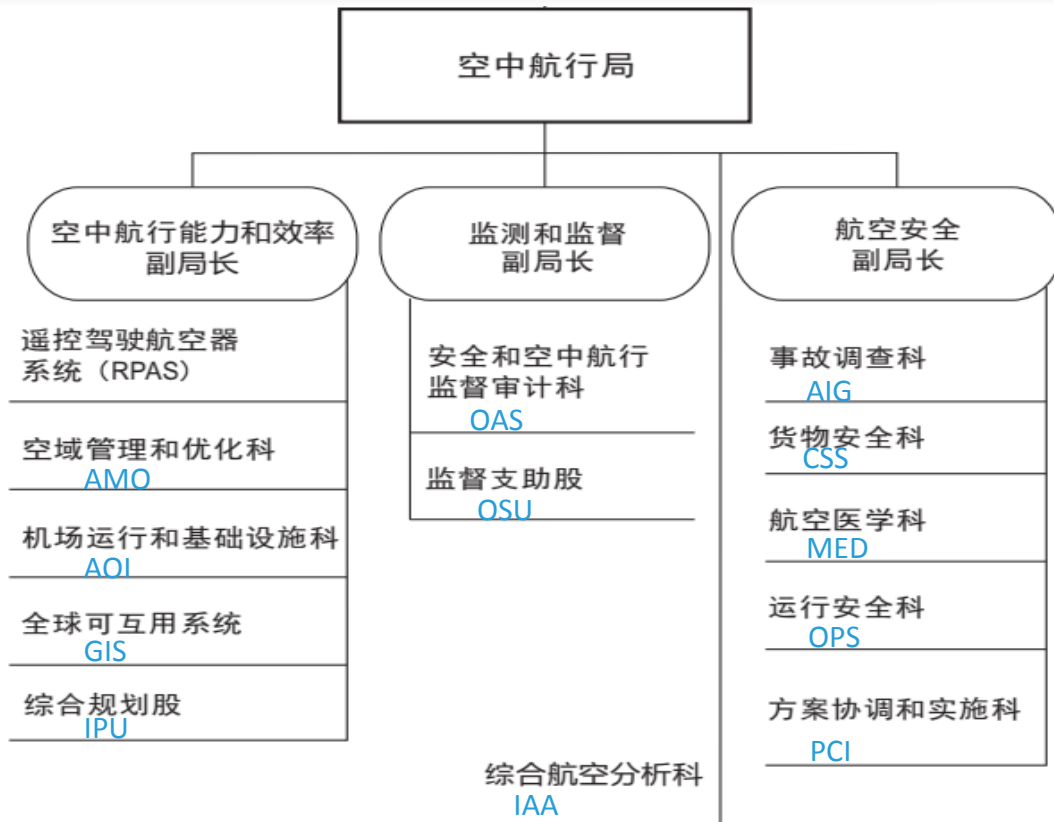 空中航行局
空中航行能力和效率
副局长
遥控驾驶航空器
系统（RPAS）
空域管理和优化科
AMO
机场运行和基础设施科
AOI
全球可互用系统
GIS
综合规划股
IPU
监测和监督
副局长
安全和空中航行
监督审计科
OAS
监督支助股
OSU
综合航空分析科
IAA
航空安全
副局长
事故调查科
AIG
货物安全科
CSS
航空医学科
MED
运行安全科
OPS
方案协调和实施科
PCI